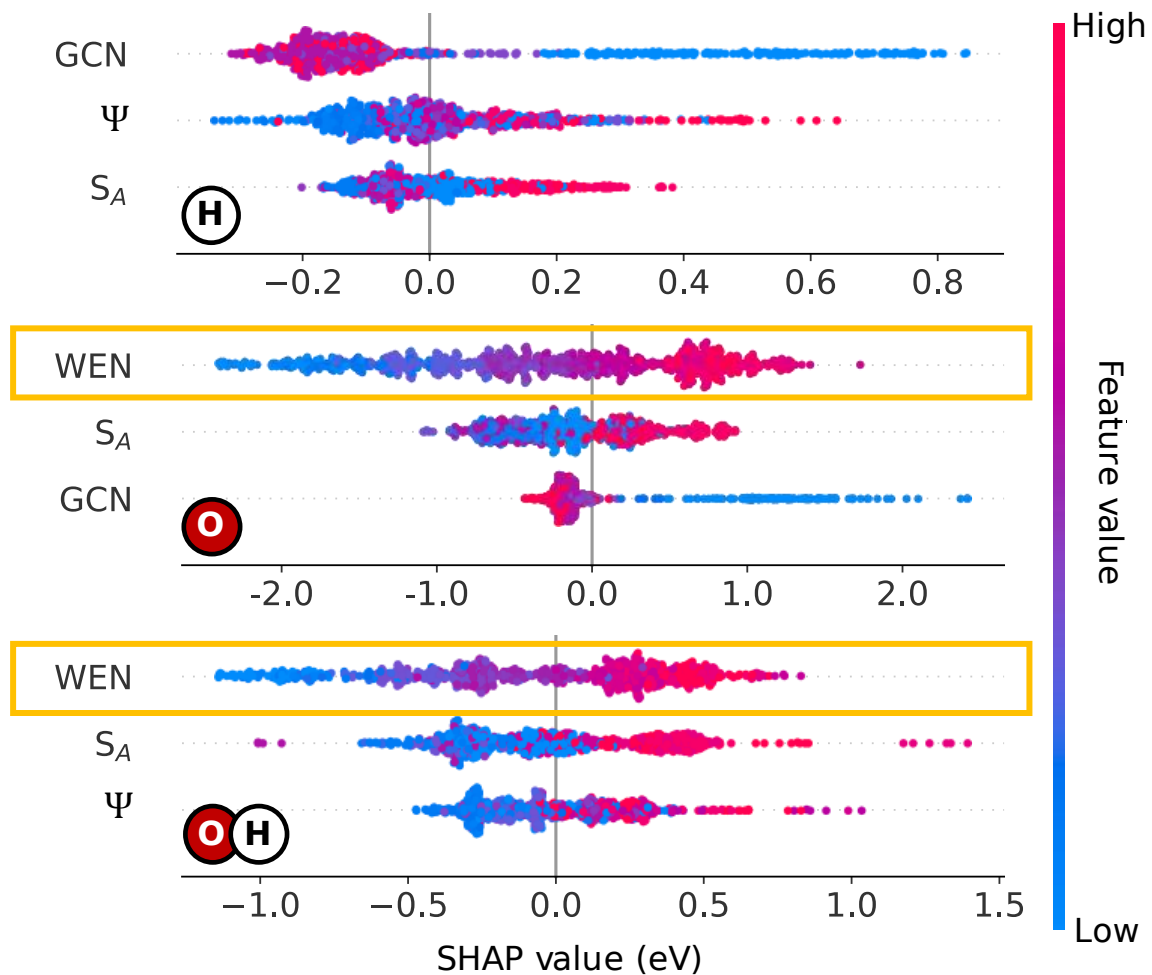 High
GCN
Ψ
S_A
H
−0.2 0.0 0.2 0.4 0.6 0.8
WEN
S_A
GCN
O
-2.0 -1.0 0.0 1.0 2.0
WEN
S_A
Ψ
O H
−1.0 −0.5 0.0 0.5 1.0 1.5
SHAP value (eV)
Feature value
Low